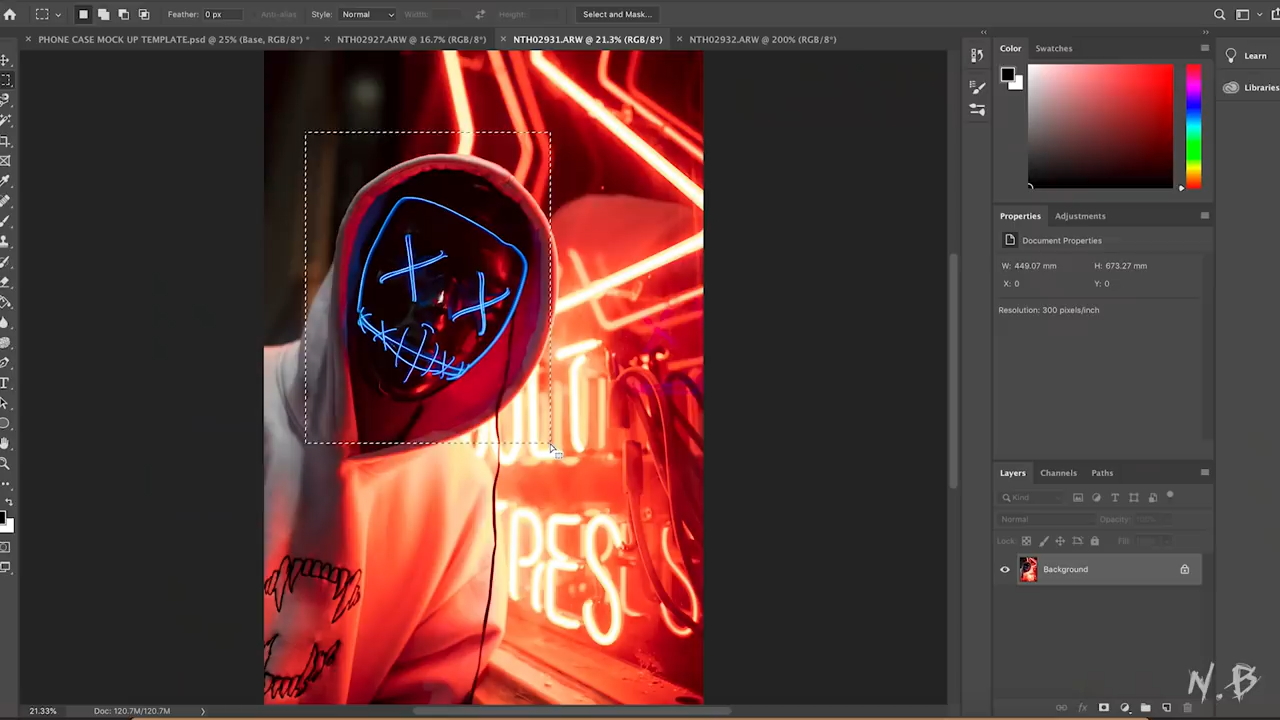 Feather: 0 px Anti-alias Style: Normal Width: Height: Select and Mask...
× PHONE CASE MOCK UP TEMPLATE.psd @ 25% (Base, RGB/8*) * × NTH02927.ARW @ 16.7% (RGB/8*) × NTH02931.ARW @ 21.3% (RGB/8*) × NTH02932.ARW @ 200% (RGB/8*)
Color Swatches
Learn
Libraries
Properties Adjustments
Document Properties
W: 449.07 mm H: 673.27 mm
X: 0 Y: 0
Resolution: 300 pixels/inch
Layers Channels Paths
Kind
Normal Opacity: 100%
Lock: Fill:
Background
PIES
N.B
21.33% Doc: 120.7M/120.7M